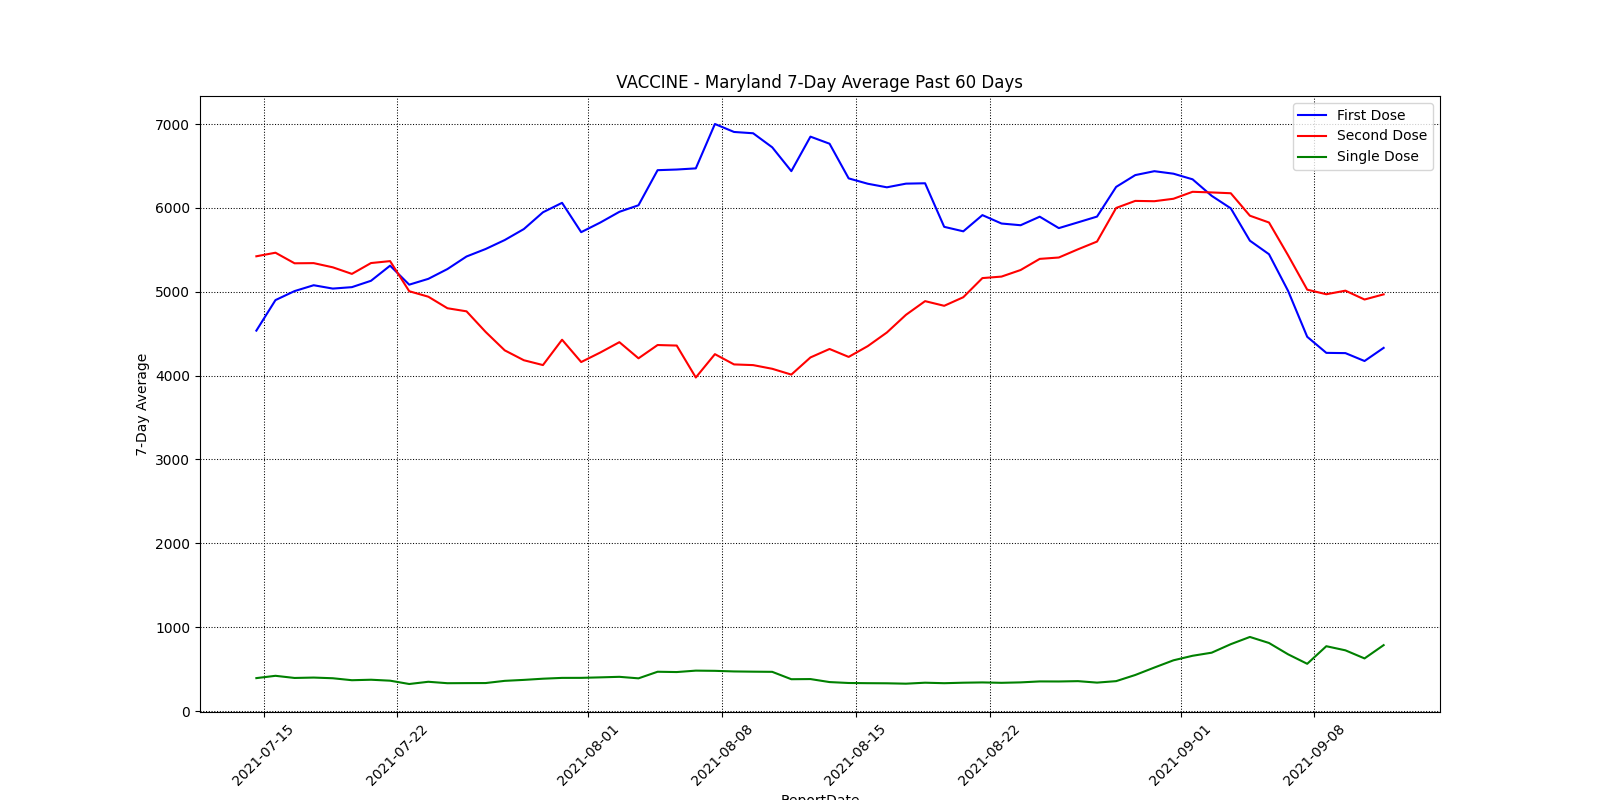 VACCINE - Maryland 7-Day Average Past 60 Days
First Dose
Second Dose
Single Dose
7-Day Average
7000
6000
5000
4000
3000
2000
1000
0
2021-07-15
2021-07-22
2021-08-01
2021-08-08
2021-08-15
2021-08-22
2021-09-01
2021-09-08
ReportDate